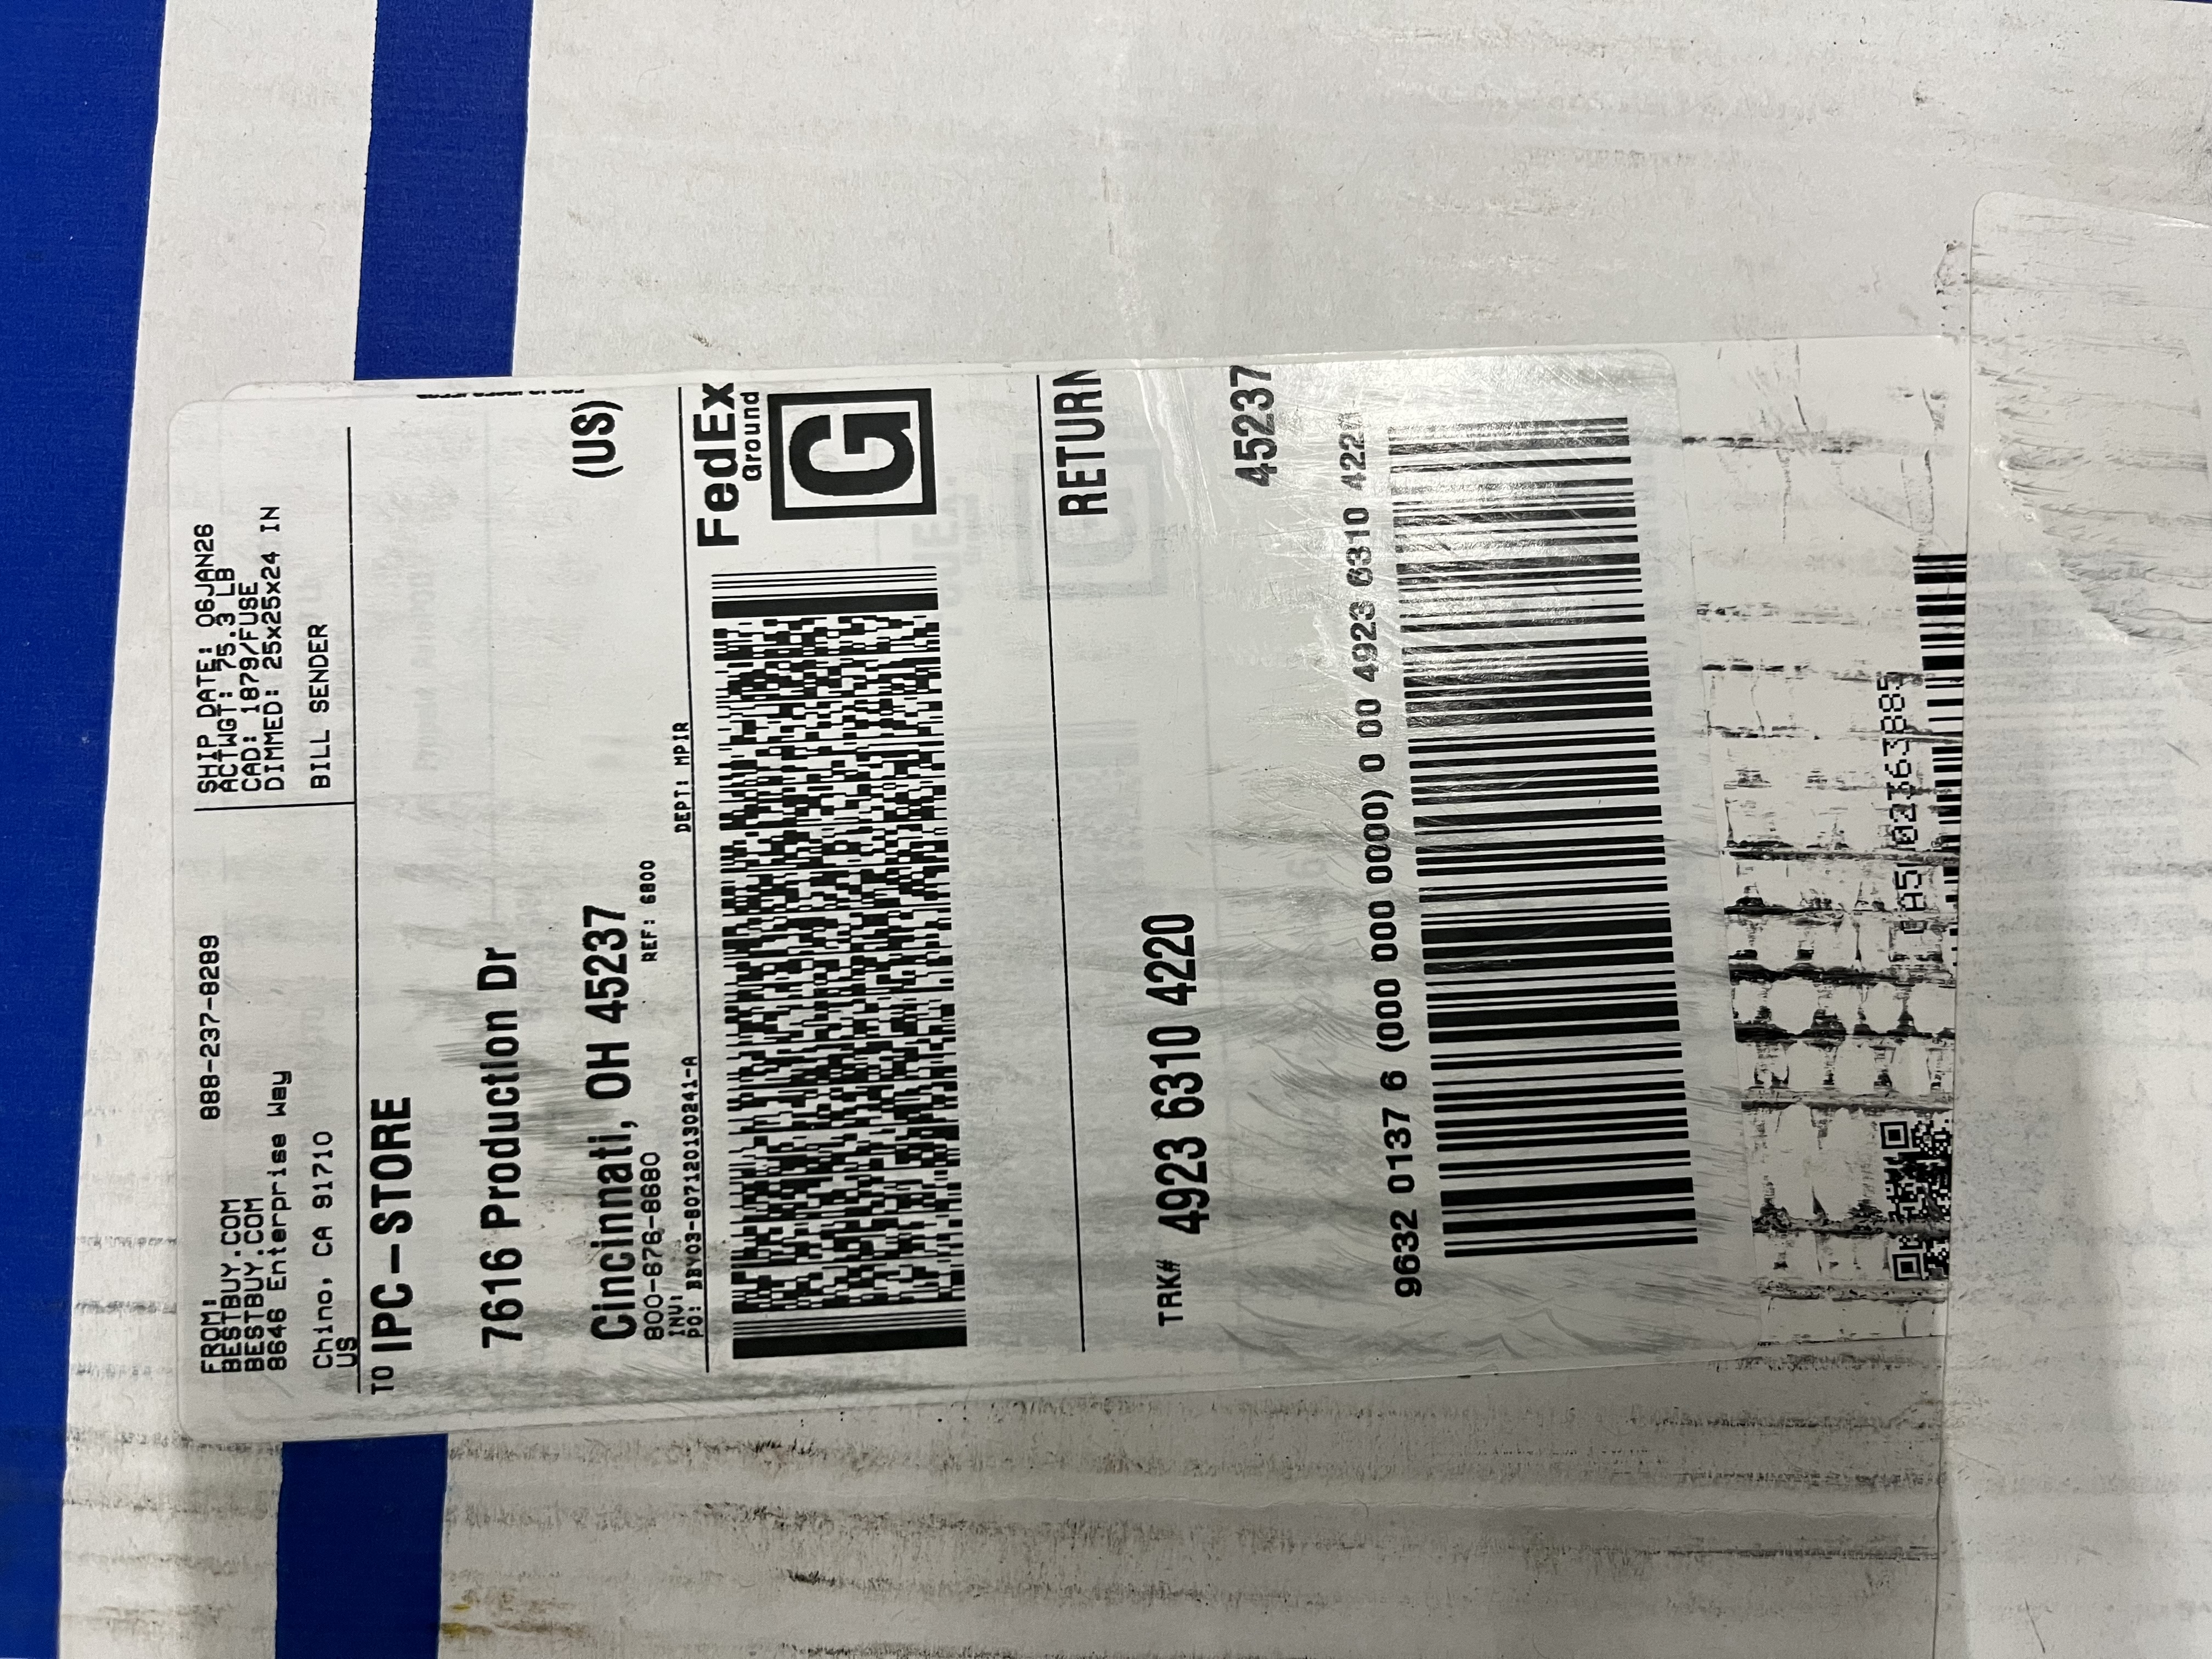 FROM:
BESTBUY.COM
888-237-8289
BESTBUY.COM
8646 Enterprise Way
Chino, CA 91710
US
SHIP DATE: 06JAN26
ACTWGT: 75.3 LB
CAD: 1879/FUSE
DIMMED: 25x25x24 IN
BILL SENDER
TO IPC-STORE
7616 Production Dr
Cincinnati, OH 45237
(US)
800-676-8680
REF: 6800
INV:
PO: BBY03-807120130241-A
DEPT: MPIR
FedEx
Ground
G
RETURN
TRK# 4923 6310 4220
45237
9632 0137 6 (000 000 0000) 0 00 4923 6310 4220